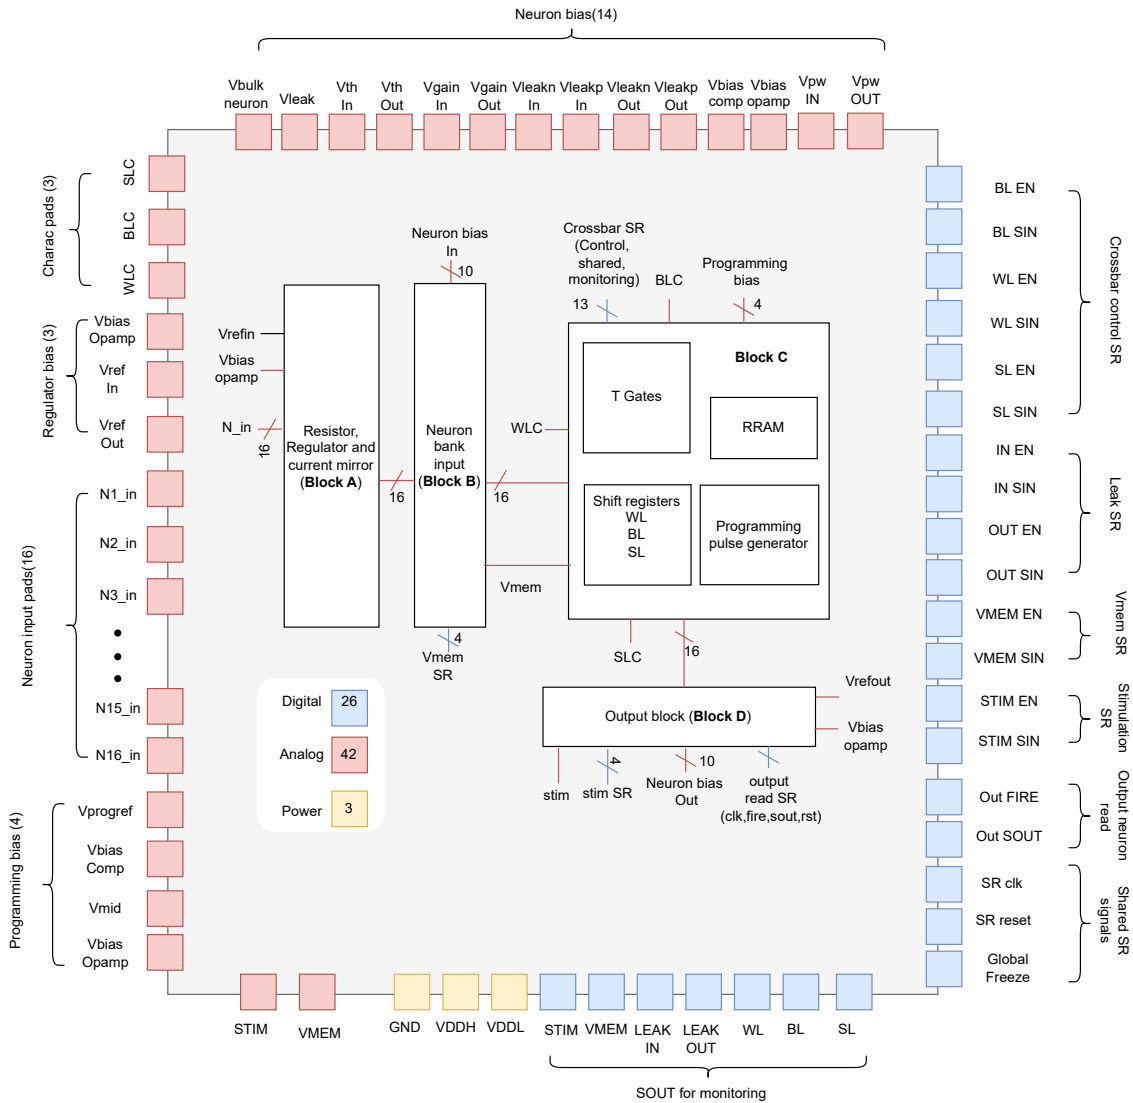 Neuron bias(14)
Vbulk
neuron
Vleak
Vth
In
Vth
Out
Vgain
In
Vgain
Out
Vleakn
In
Vleakp
In
Vleakn
Out
Vleakp
Out
Vbias
comp
Vbias
opamp
Vpw
IN
Vpw
OUT
Charac pads (3)
SLC
BLC
WLC
Regulator bias (3)
Vbias
Opamp
Vref
In
Vref
Out
Neuron input pads(16)
N1_in
N2_in
N3_in
N15_in
N16_in
Programming bias (4)
Vprogref
Vbias
Comp
Vmid
Vbias
Opamp
Vrefin
Vbias
opamp
N_in
16
Resistor,
Regulator and
current mirror
(Block A)
16
Neuron bias
In
10
Neuron
bank
input
(Block B)
16
Vmem
4
Vmem
SR
Crossbar SR
(Control,
shared,
monitoring)
13
BLC
Programming
bias
4
WLC
Block C
T Gates
RRAM
Shift registers
WL
BL
SL
Programming
pulse generator
SLC
16
Output block (Block D)
Vrefout
Vbias
opamp
stim
4
stim SR
10
Neuron bias
Out
output
read SR
(clk,fire,sout,rst)
Digital
26
Analog
42
Power
3
BL EN
BL SIN
WL EN
WL SIN
SL EN
SL SIN
Crossbar control SR
IN EN
IN SIN
OUT EN
OUT SIN
Leak SR
VMEM EN
VMEM SIN
Vmem SR
STIM EN
STIM SIN
Stimulation
SR
Out FIRE
Out SOUT
Output neuron
read
SR clk
SR reset
Global
Freeze
Shared SR
signals
STIM
VMEM
GND
VDDH
VDDL
STIM
VMEM
LEAK
IN
LEAK
OUT
WL
BL
SL
SOUT for monitoring